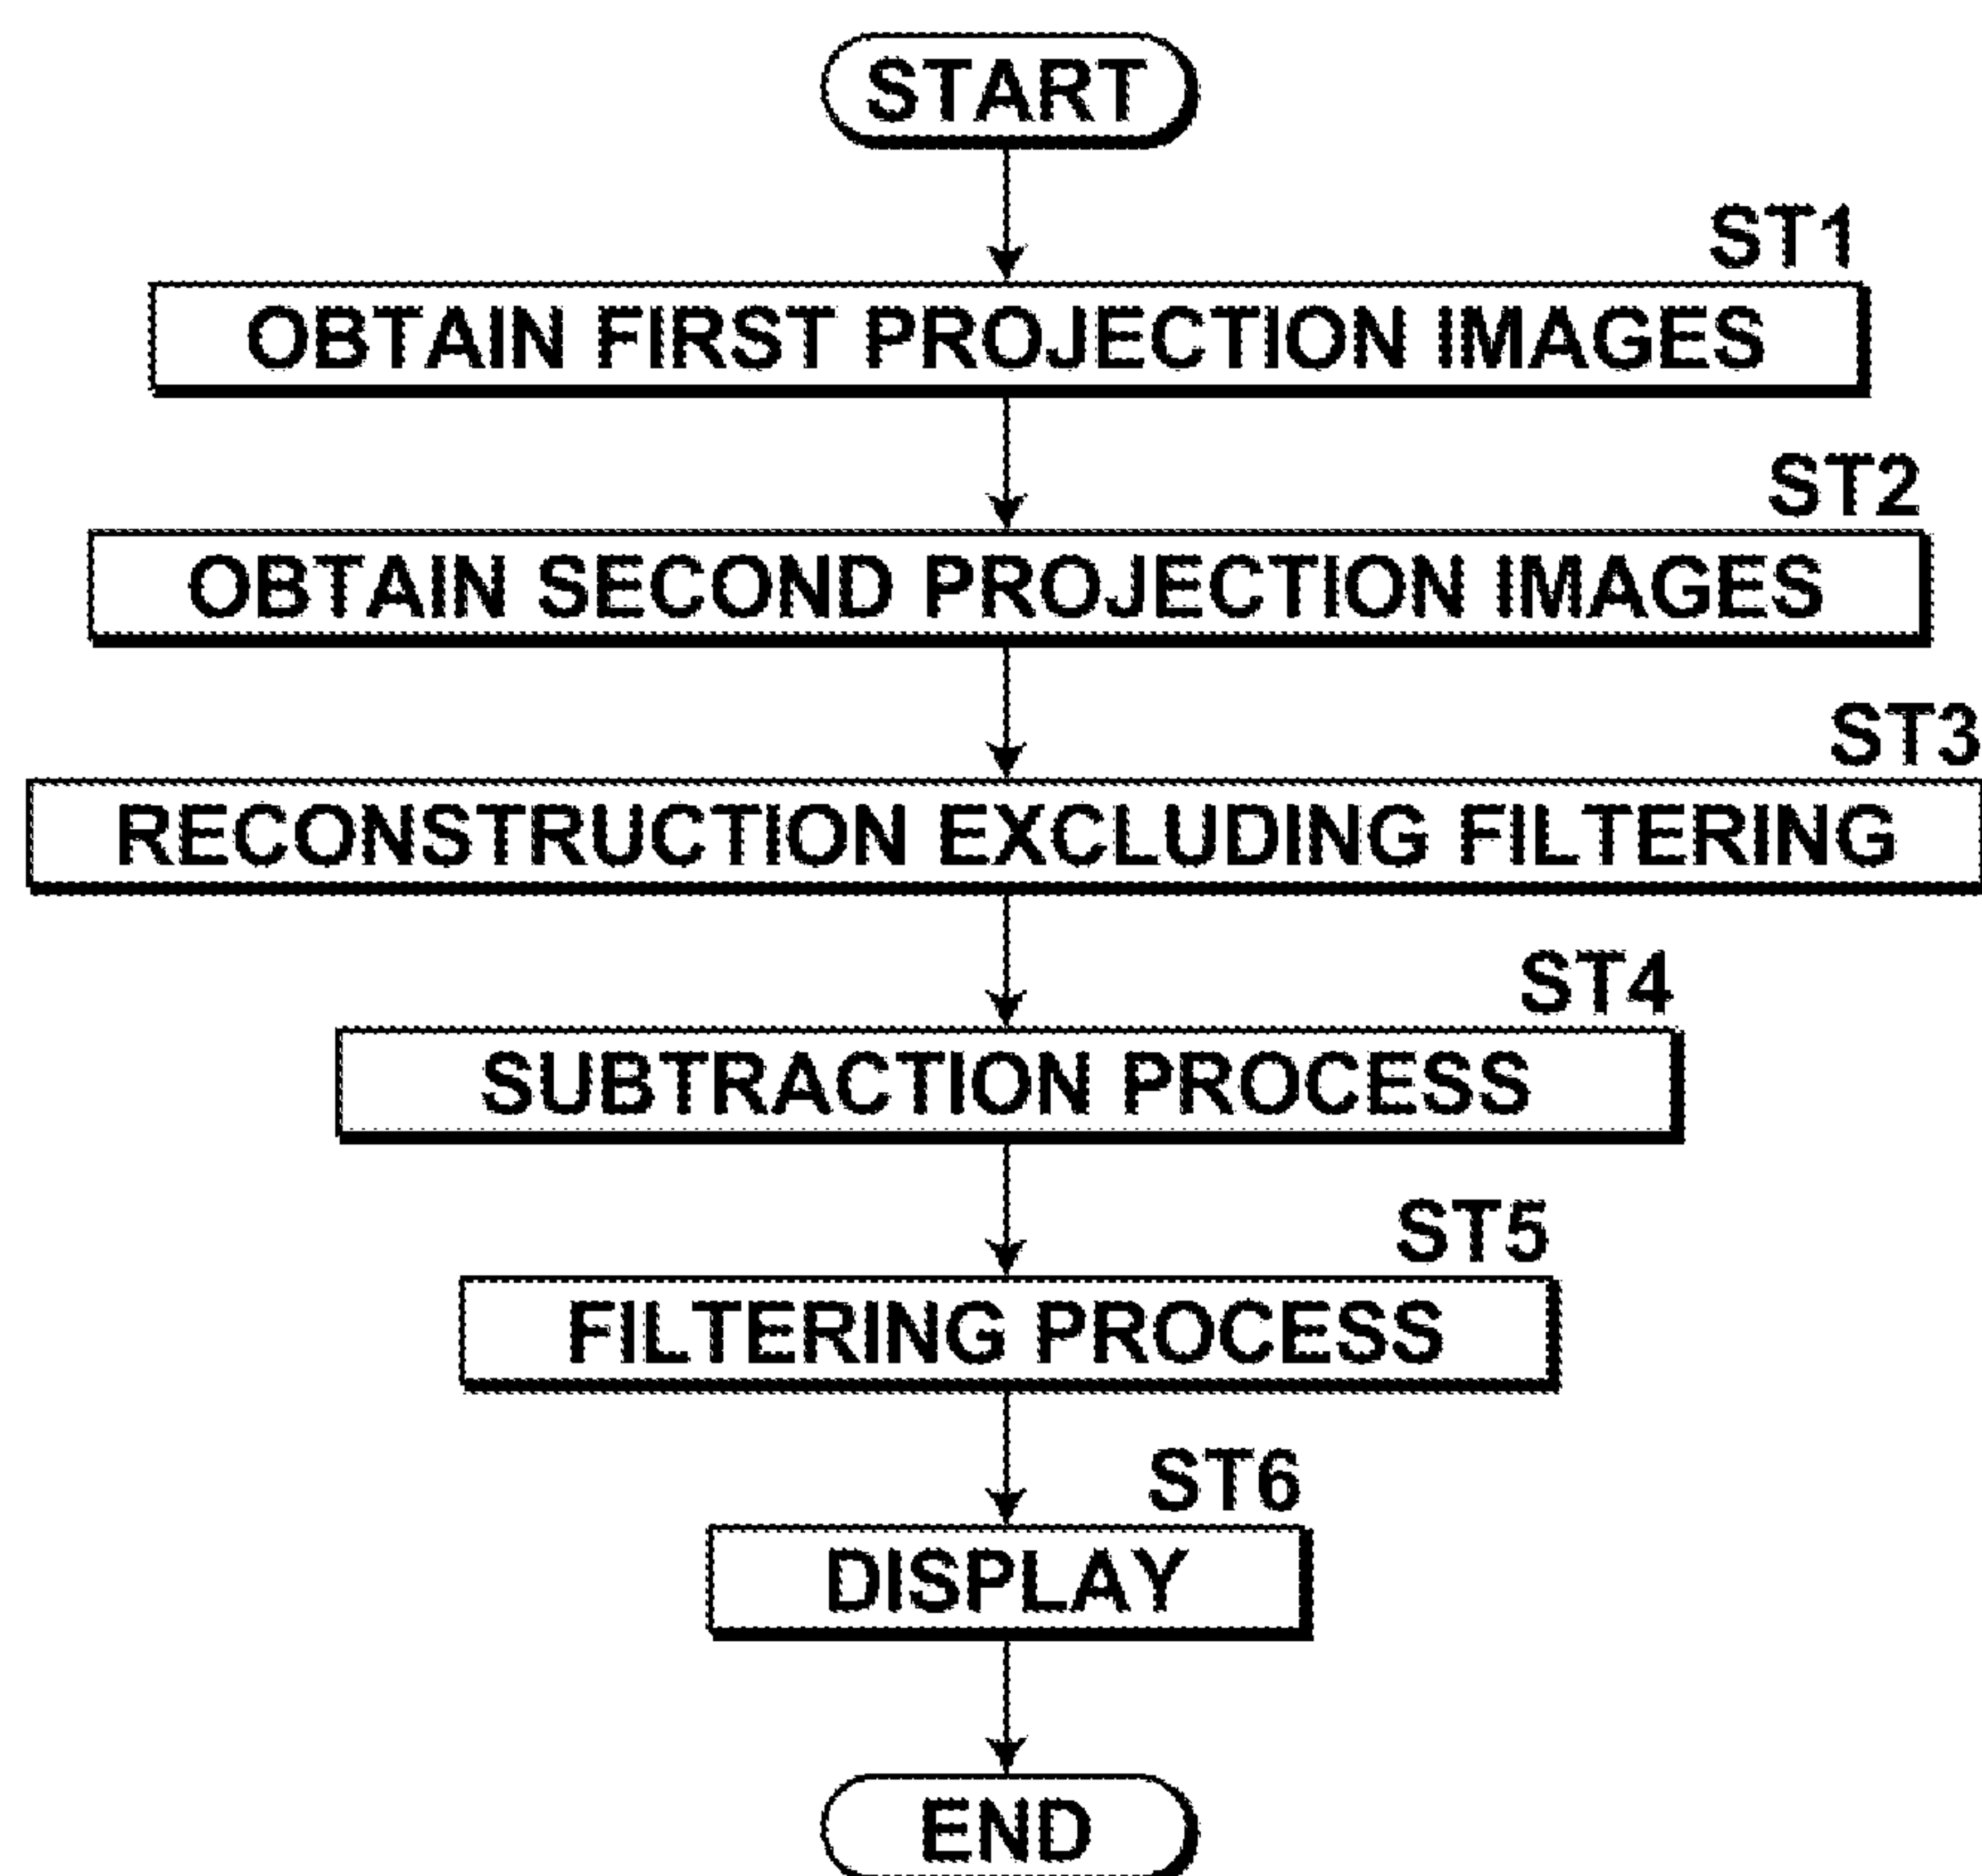 START
ST1
OBTAIN FIRST PROJECTION IMAGES
ST2
OBTAIN SECOND PROJECTION IMAGES
ST3
RECONSTRUCTION EXCLUDING FILTERING
ST4
SUBTRACTION PROCESS
ST5
FILTERING PROCESS
ST6
DISPLAY
END